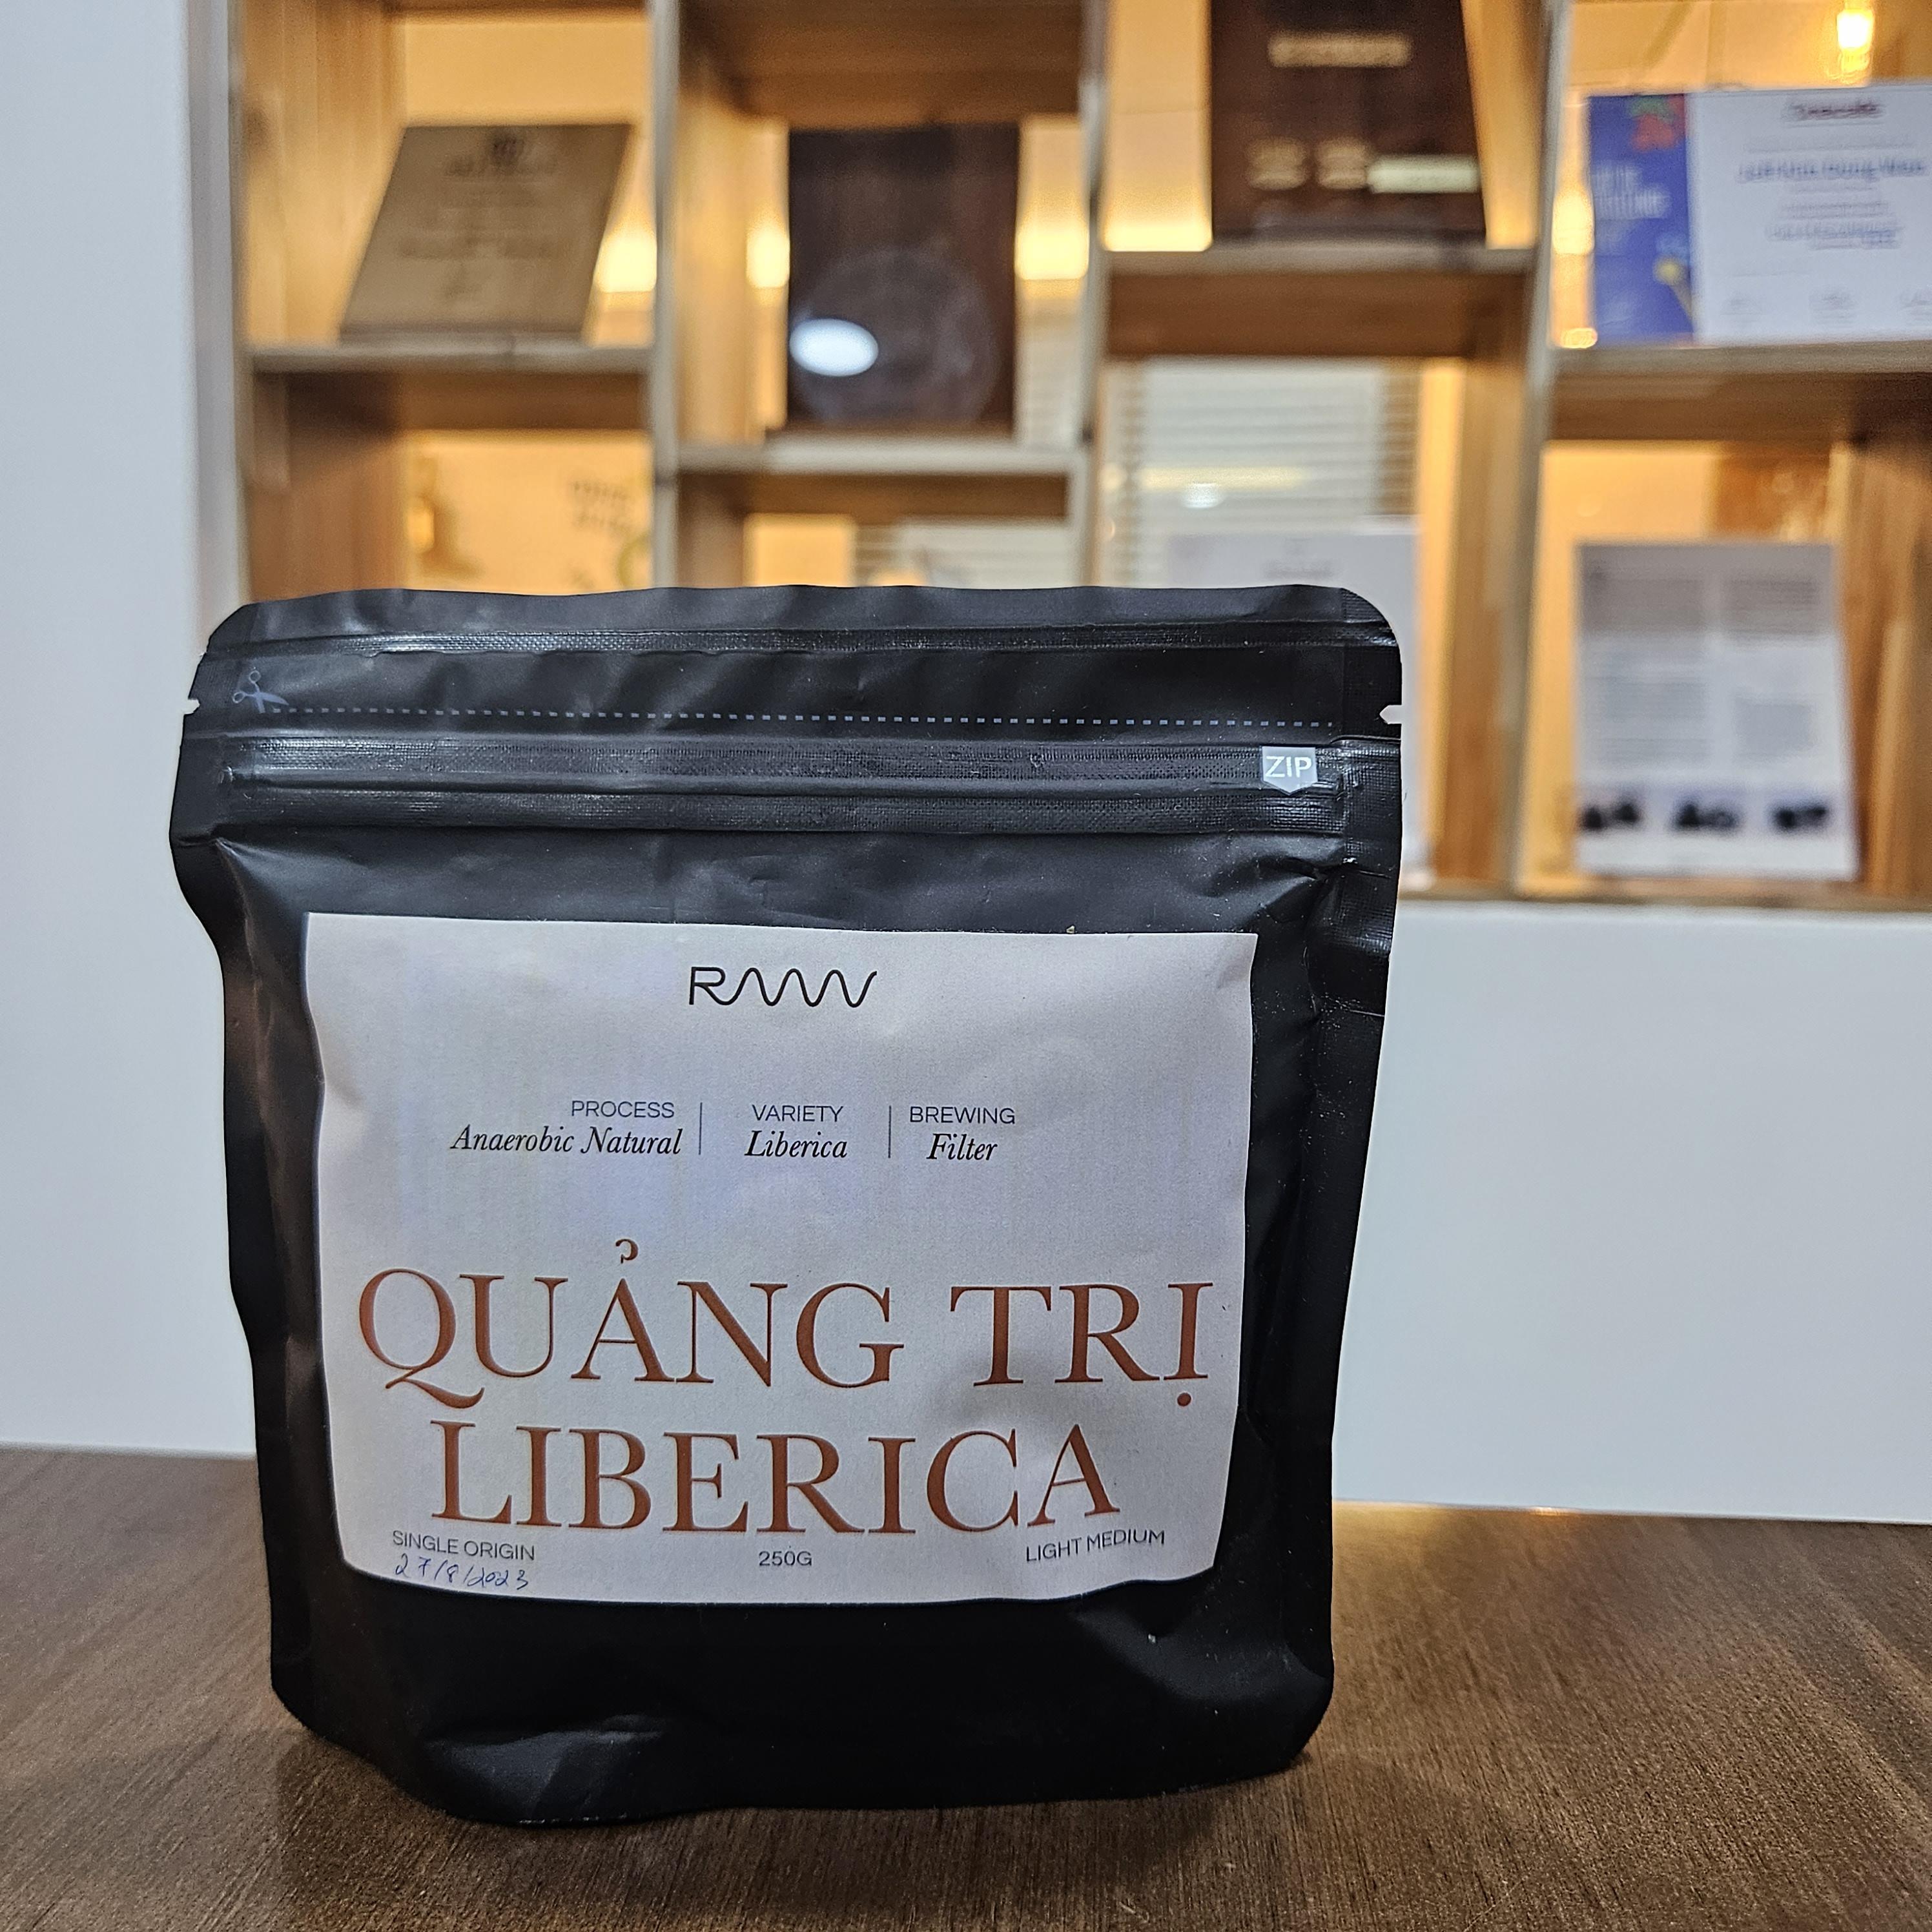 ZIP
RAW
PROCESS VARIETY BREWING
Anaerobic Natural Liberica Filter
QUẢNG TRỊ
LIBERICA
SINGLE ORIGIN 250G LIGHT MEDIUM
27/8/2023